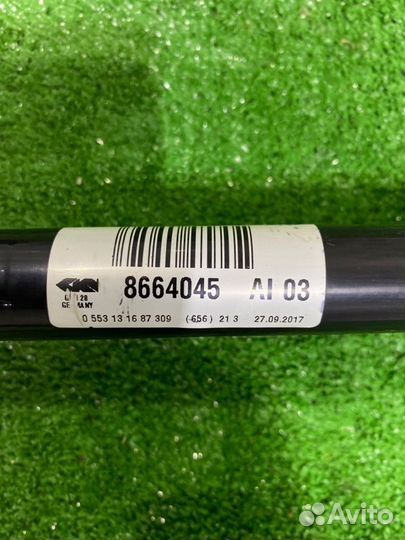 8664045 AI 03
GERMANY
0 553 13 16 87 309 (656) 21 3 27.09.2017
Avito